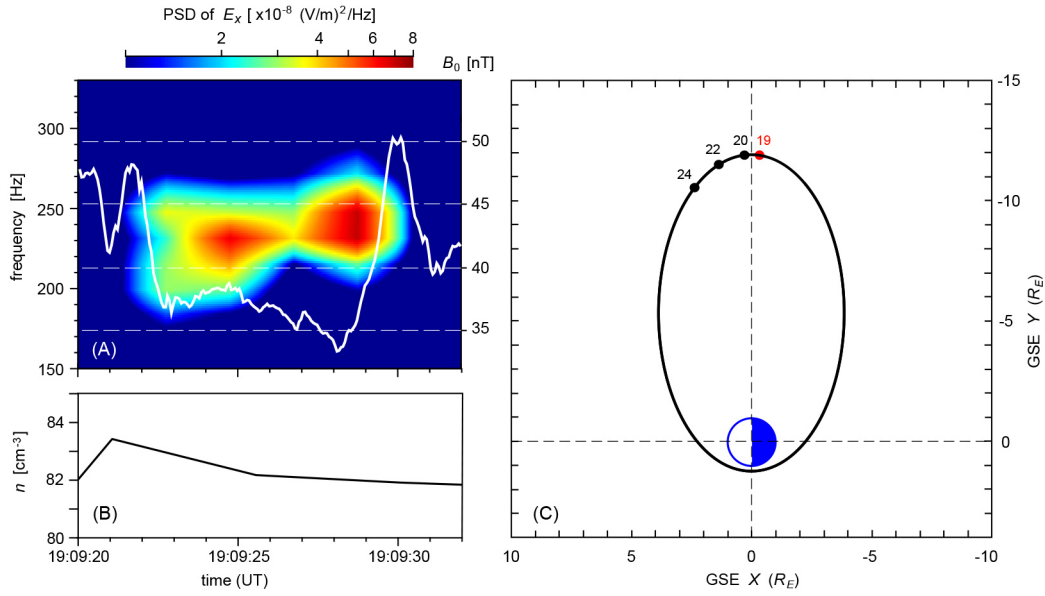 PSD of Eₓ [ x10⁻⁸ (V/m)²/Hz]
2 4 6 8
B₀ [nT]
300
250
200
150
frequency [Hz]
50
45
40
35
(A)
84
82
80
n [cm⁻³]
(B)
19:09:20 19:09:25 19:09:30
time (UT)
24 22 20 19
-15
-10
-5
0
GSE Y (R_E)
(C)
10 5 0 -5 -10
GSE X (R_E)